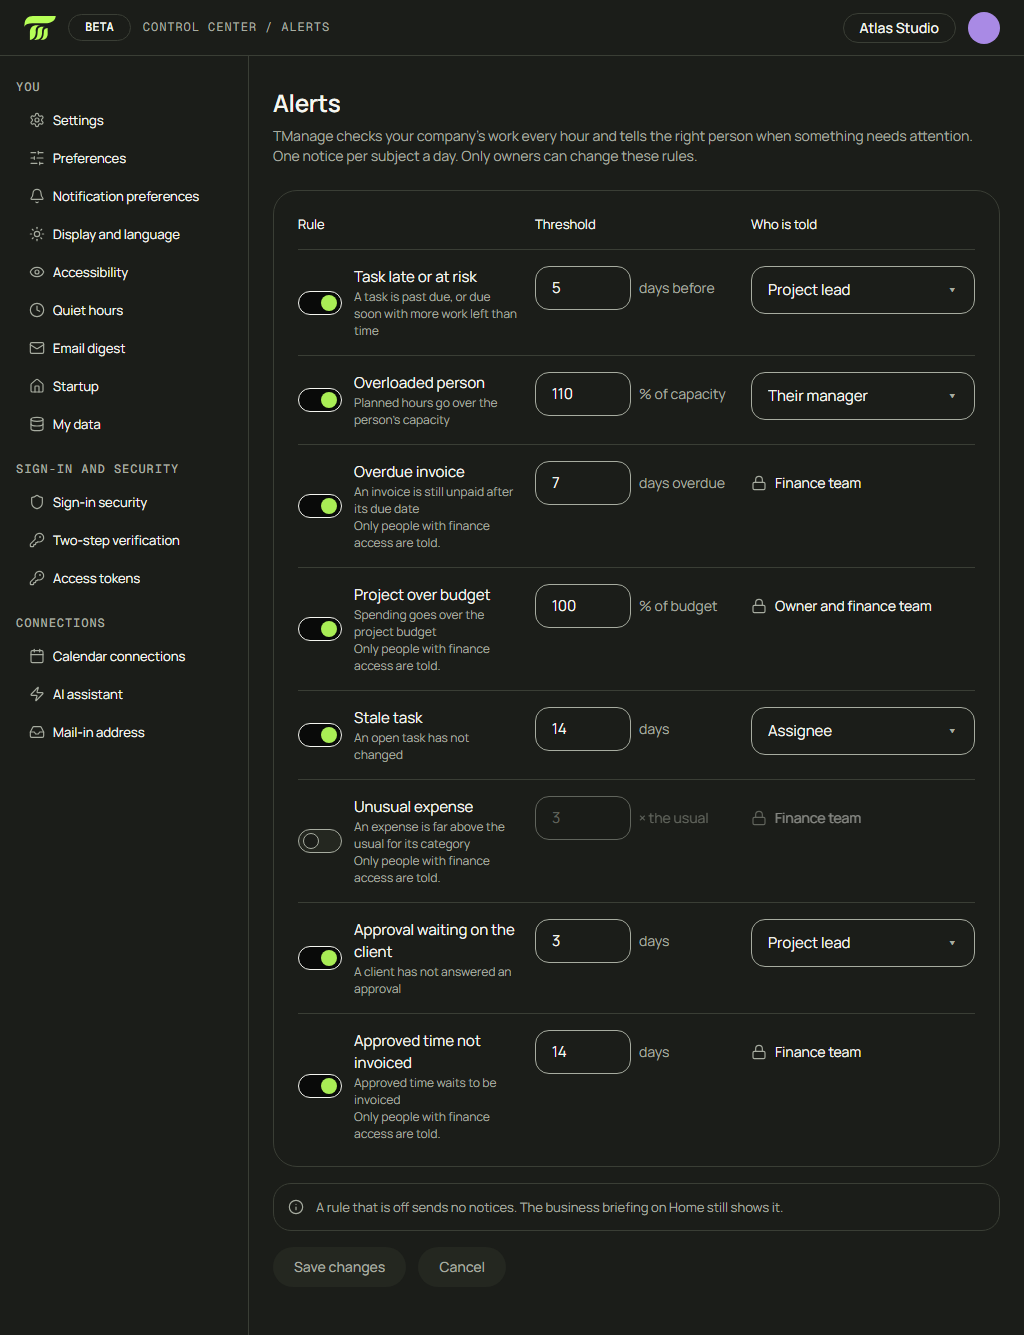 BETA
CONTROL CENTER / ALERTS
Atlas Studio
YOU
Settings
Preferences
Notification preferences
Display and language
Accessibility
Quiet hours
Email digest
Startup
My data
SIGN-IN AND SECURITY
Sign-in security
Two-step verification
Access tokens
CONNECTIONS
Calendar connections
AI assistant
Mail-in address
Alerts
TManage checks your company's work every hour and tells the right person when something needs attention.
One notice per subject a day. Only owners can change these rules.
Rule
Threshold
Who is told
Task late or at risk
A task is past due, or due
soon with more work left than
time
5
days before
Project lead
Overloaded person
Planned hours go over the
person's capacity
110
% of capacity
Their manager
Overdue invoice
An invoice is still unpaid after
its due date
Only people with finance
access are told.
7
days overdue
Finance team
Project over budget
Spending goes over the
project budget
Only people with finance
access are told.
100
% of budget
Owner and finance team
Stale task
An open task has not
changed
14
days
Assignee
Unusual expense
An expense is far above the
usual for its category
Only people with finance
access are told.
3
× the usual
Finance team
Approval waiting on the
client
A client has not answered an
approval
3
days
Project lead
Approved time not
invoiced
Approved time waits to be
invoiced
Only people with finance
access are told.
14
days
Finance team
A rule that is off sends no notices. The business briefing on Home still shows it.
Save changes
Cancel